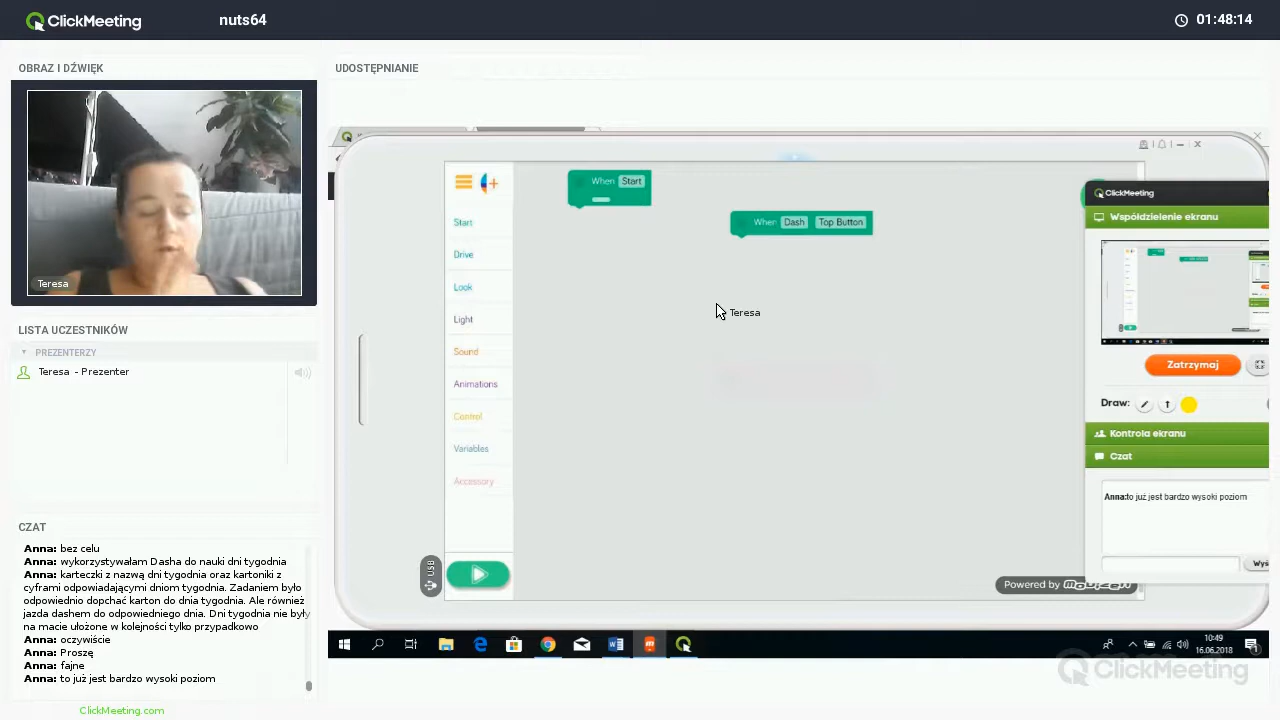 ClickMeeting
nuts64
01:48:14
OBRAZ I DŹWIĘK
Teresa
LISTA UCZESTNIKÓW
PREZENTERZY
Teresa - Prezenter
CZAT
Anna: bez celu
Anna: wykorzystywałam Dasha do nauki dni tygodnia
Anna: karteczki z nazwą dni tygodnia oraz kartoniki z
cyframi odpowiadającymi dniom tygodnia. Zadaniem było
odpowiednio dopchać karton do dnia tygodnia. Ale również
jazda dashem do odpowiedniego dnia. Dni tygodnia nie były
na macie ułożone w kolejności tylko przypadkowo
Anna: oczywiście
Anna: Proszę
Anna: fajne
Anna: to już jest bardzo wysoki poziom
ClickMeeting.com
UDOSTĘPNIANIE
Start
Drive
Look
Light
Sound
Animations
Control
Variables
Accessory
When Start
When Dash Top Button
Teresa
USB
Powered by
ClickMeeting
Współdzielenie ekranu
Zatrzymaj
Draw:
Kontrola ekranu
Czat
Anna:to już jest bardzo wysoki poziom
Wyś
10:49
16.06.2018
ClickMeeting